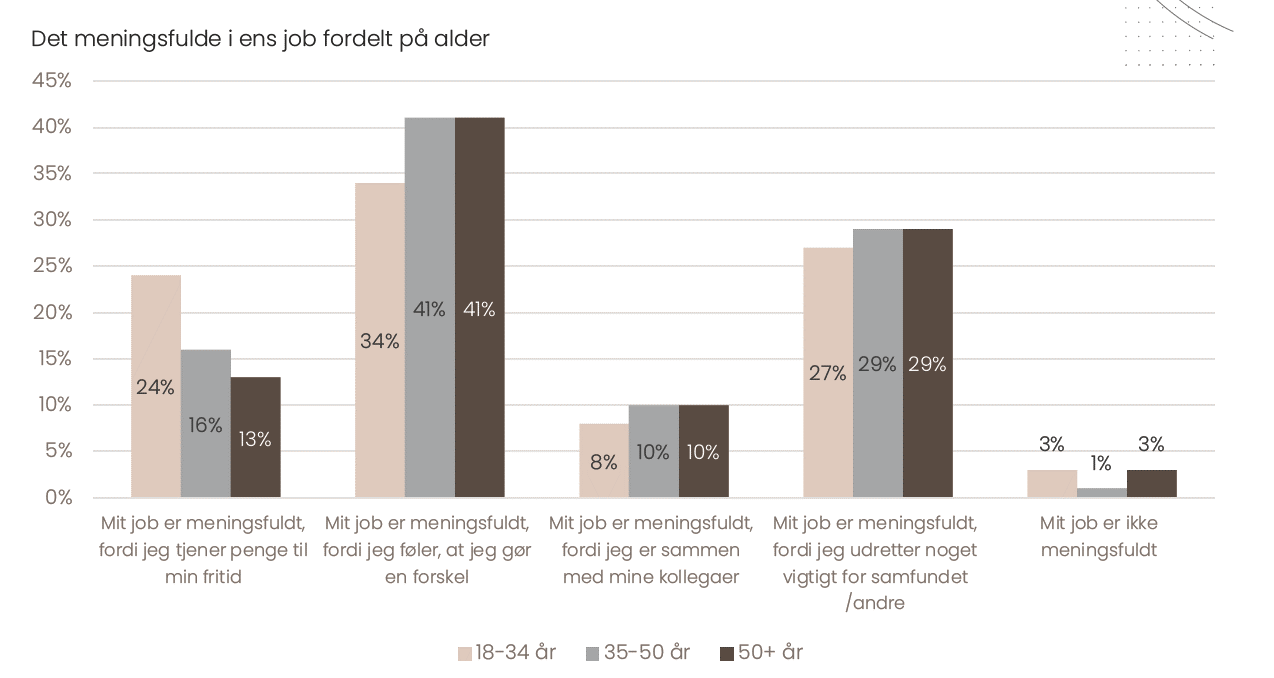 Det meningsfulde i ens job fordelt på alder
45%
40%
35%
30%
25%
20%
15%
10%
5%
0%
24%
16%
13%
34%
41%
41%
8%
10%
10%
27%
29%
29%
3%
1%
3%
Mit job er meningsfuldt,
fordi jeg tjener penge til
min fritid
Mit job er meningsfuldt,
fordi jeg føler, at jeg gør
en forskel
Mit job er meningsfuldt,
fordi jeg er sammen
med mine kollegaer
Mit job er meningsfuldt,
fordi jeg udretter noget
vigtigt for samfundet
/andre
Mit job er ikke
meningsfuldt
18-34 år 35-50 år 50+ år